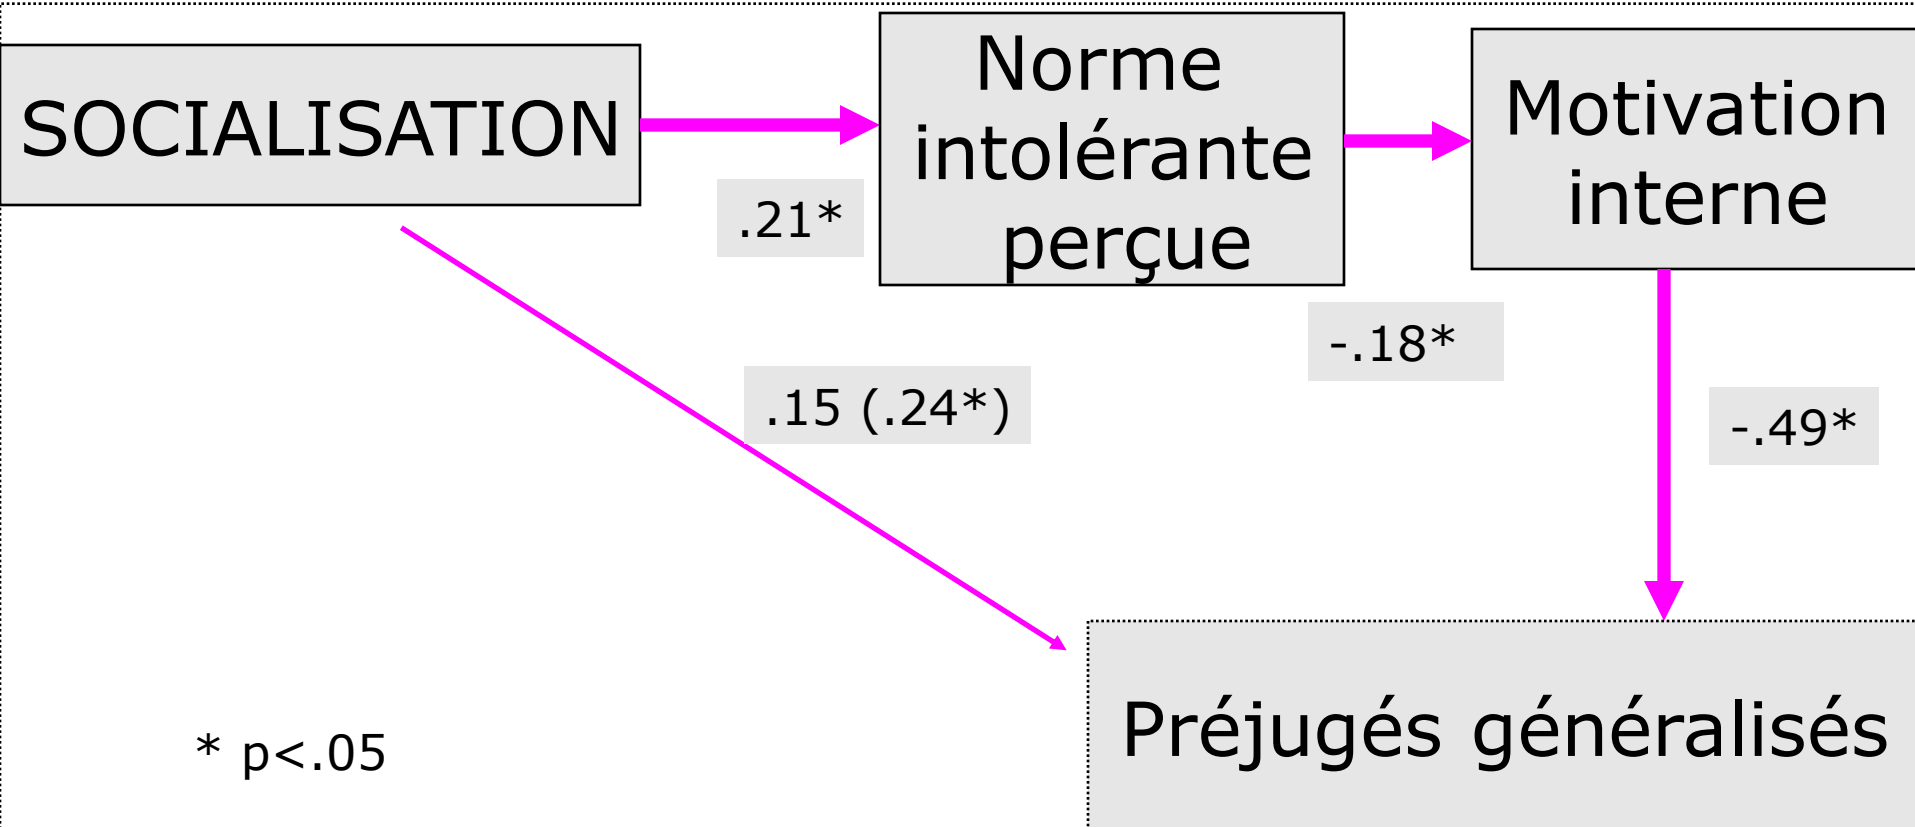 SOCIALISATION
Norme
intolérante
perçue
Motivation
interne
.21*
-.18*
.15 (.24*)
-.49*
Préjugés généralisés
* p<.05